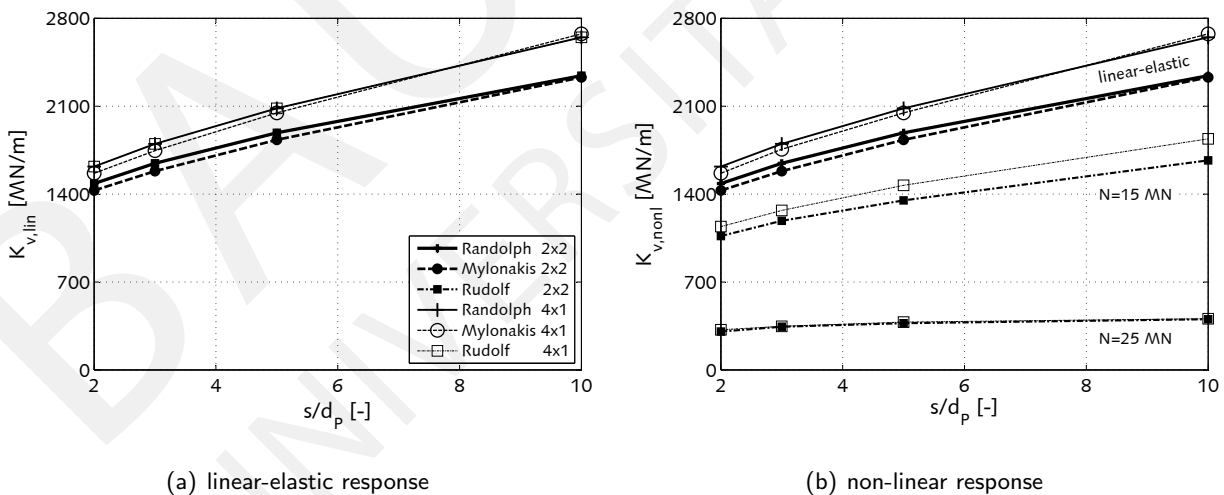 2800
2100
1400
700
0
2
4
6
8
10
K_v,lin [MN/m]
s/d_P [-]
Randolph 2x2
Mylonakis 2x2
Rudolf 2x2
Randolph 4x1
Mylonakis 4x1
Rudolf 4x1
(a) linear-elastic response
2800
2100
1400
700
0
2
4
6
8
10
K_v,nonl [MN/m]
s/d_P [-]
linear-elastic
N=15 MN
N=25 MN
(b) non-linear response